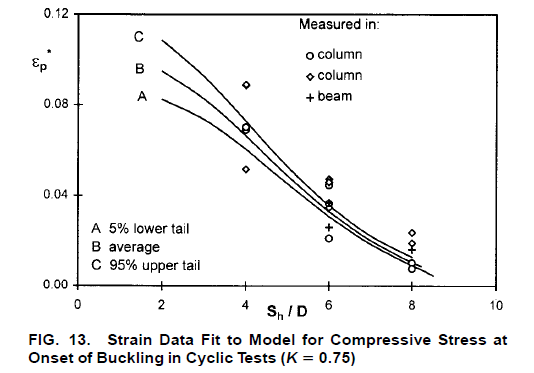 0.12
Measured in:
C
εp*
○ column
B
◇ column
0.08
A
+ beam
0.04
A 5% lower tail
B average
C 95% upper tail
0.00
0 2 4 6 8 10
Sh / D
FIG. 13. Strain Data Fit to Model for Compressive Stress at
Onset of Buckling in Cyclic Tests (K = 0.75)